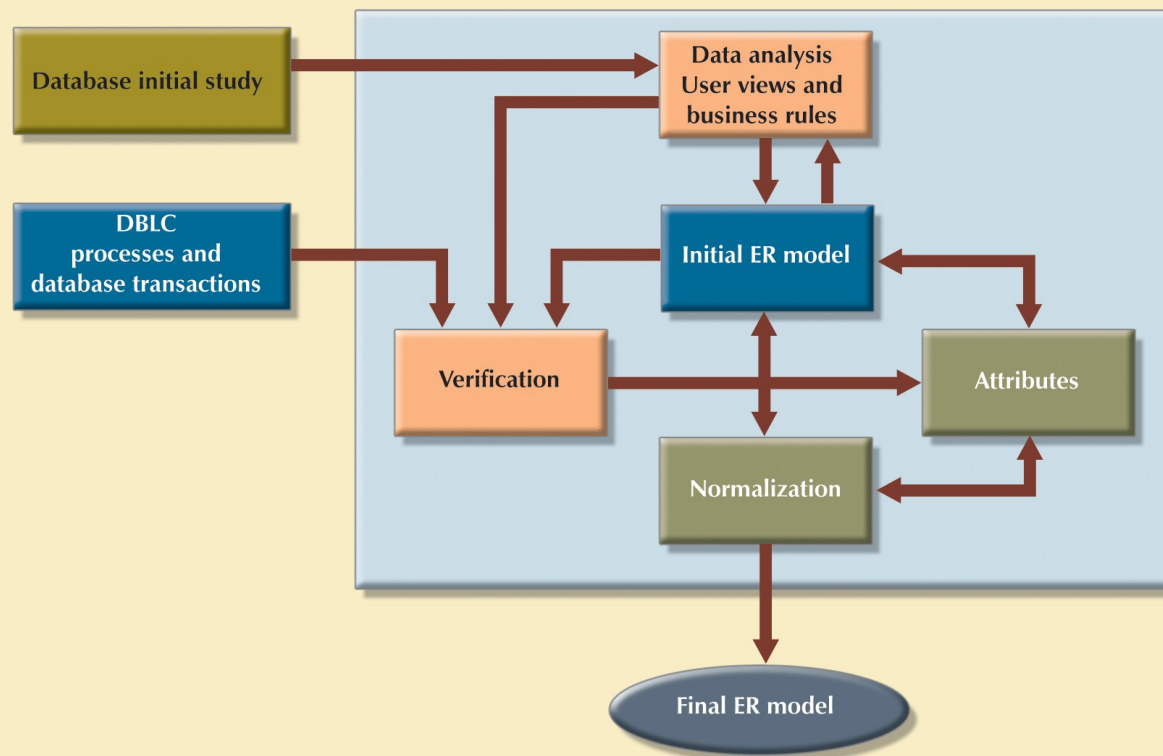 Database initial study
Data analysis
User views and
business rules
DBLC
processes and
database transactions
Initial ER model
Verification
Attributes
Normalization
Final ER model